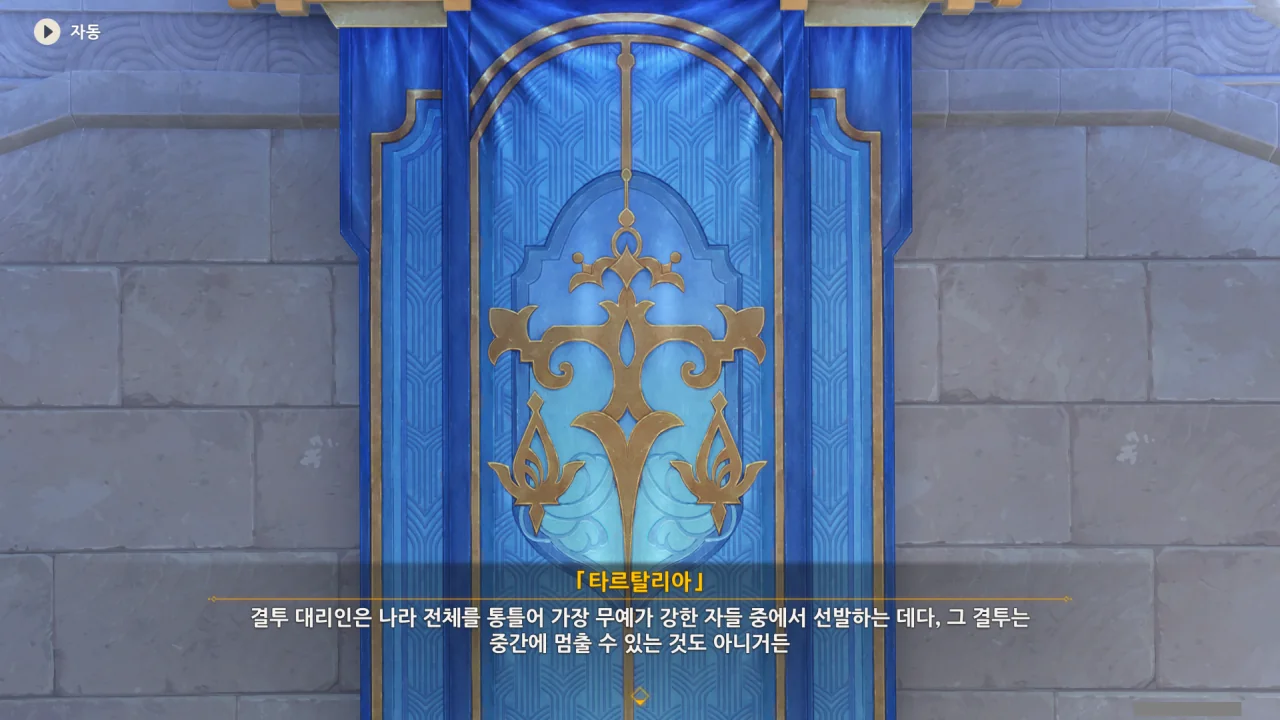 자동
「타르탈리아」
결투 대리인은 나라 전체를 통틀어 가장 무예가 강한 자들 중에서 선발하는 데다, 그 결투는
중간에 멈출 수 있는 것도 아니거든